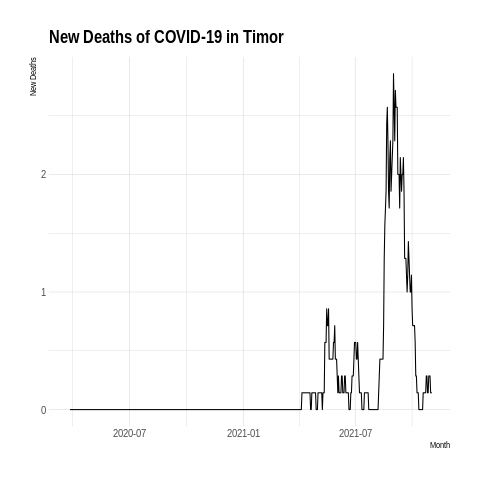 New Deaths of COVID-19 in Timor
New Deaths
2
1
0
2020-07 2021-01 2021-07
Month